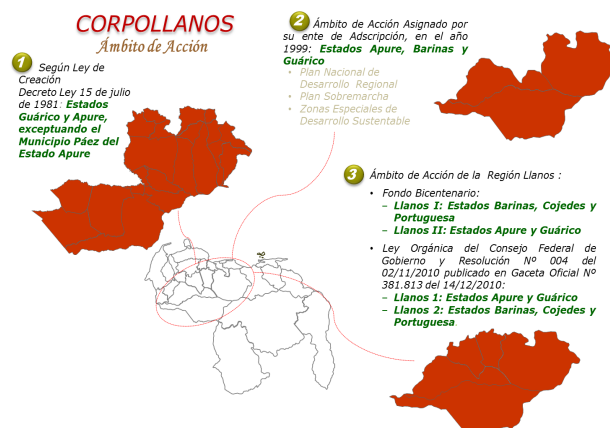 CORPOLLANOS
Ámbito de Acción
1
Según Ley de
Creación
Decreto Ley 15 de julio
de 1981: Estados
Guárico y Apure,
exceptuando el
Municipio Páez del
Estado Apure
2
Ámbito de Acción Asignado por
su ente de Adscripción, en el año
1999: Estados Apure, Barinas y
Guárico
• Plan Nacional de
Desarrollo Regional
• Plan Sobremarcha
• Zonas Especiales de
Desarrollo Sustentable
3
Ámbito de Acción de la Región Llanos :
• Fondo Bicentenario:
– Llanos I: Estados Barinas, Cojedes y
Portuguesa
– Llanos II: Estados Apure y Guárico
• Ley Orgánica del Consejo Federal de
Gobierno y Resolución Nº 004 del
02/11/2010 publicado en Gaceta Oficial Nº
381.813 del 14/12/2010:
– Llanos 1: Estados Apure y Guárico
– Llanos 2: Estados Barinas, Cojedes y
Portuguesa.